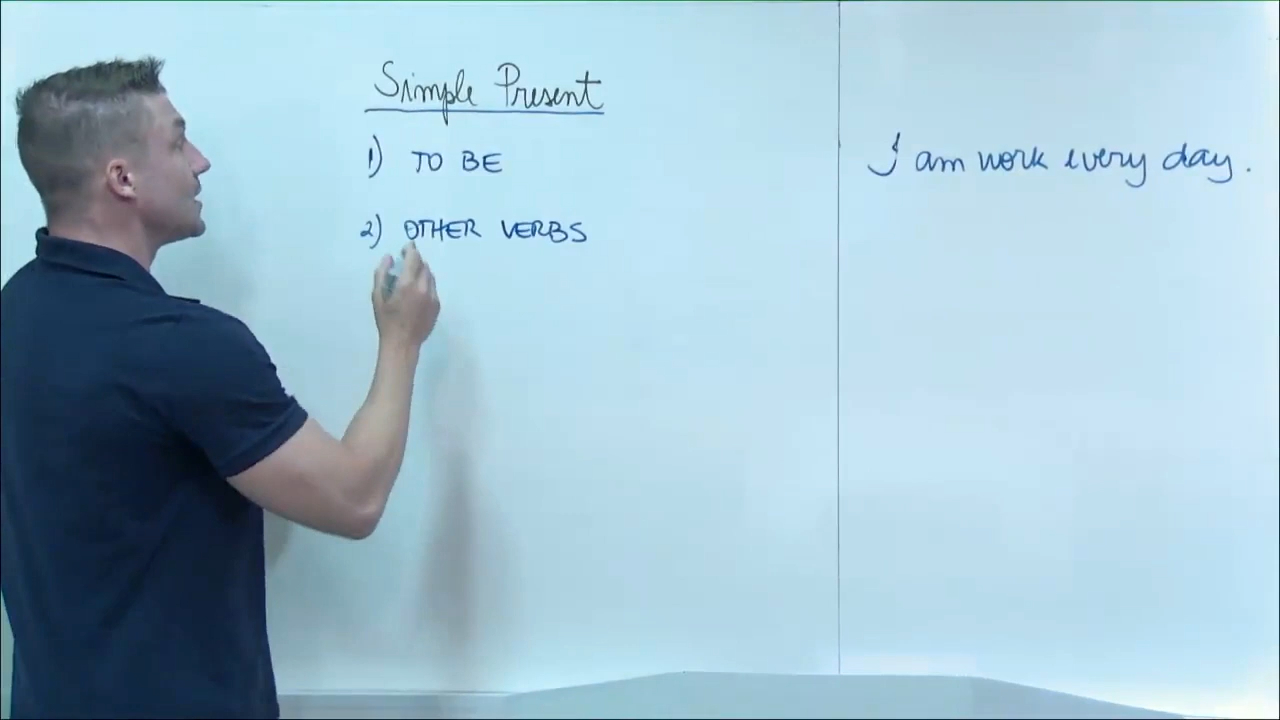 Simple Present
1) TO BE
2) OTHER VERBS
I am work every day.